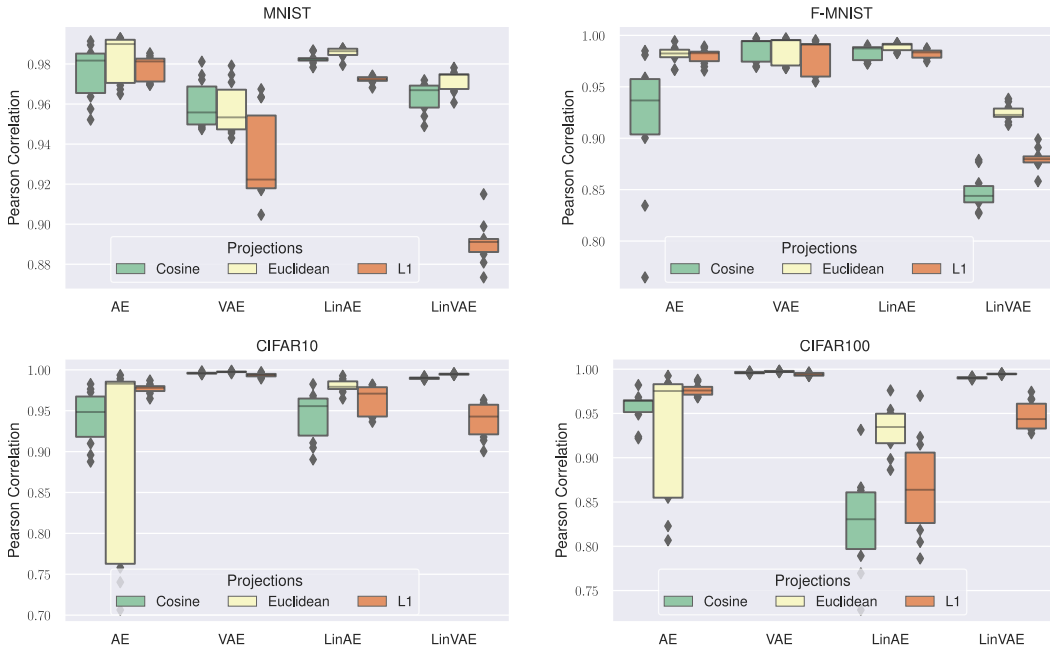 MNIST
Pearson Correlation
0.98
0.96
0.94
0.92
0.90
0.88
Projections
Cosine Euclidean L1
AE VAE LinAE LinVAE
F-MNIST
Pearson Correlation
1.00
0.95
0.90
0.85
0.80
Projections
Cosine Euclidean L1
AE VAE LinAE LinVAE
CIFAR10
Pearson Correlation
1.00
0.95
0.90
0.85
0.80
0.75
0.70
Projections
Cosine Euclidean L1
AE VAE LinAE LinVAE
CIFAR100
Pearson Correlation
1.00
0.95
0.90
0.85
0.80
0.75
Projections
Cosine Euclidean L1
AE VAE LinAE LinVAE